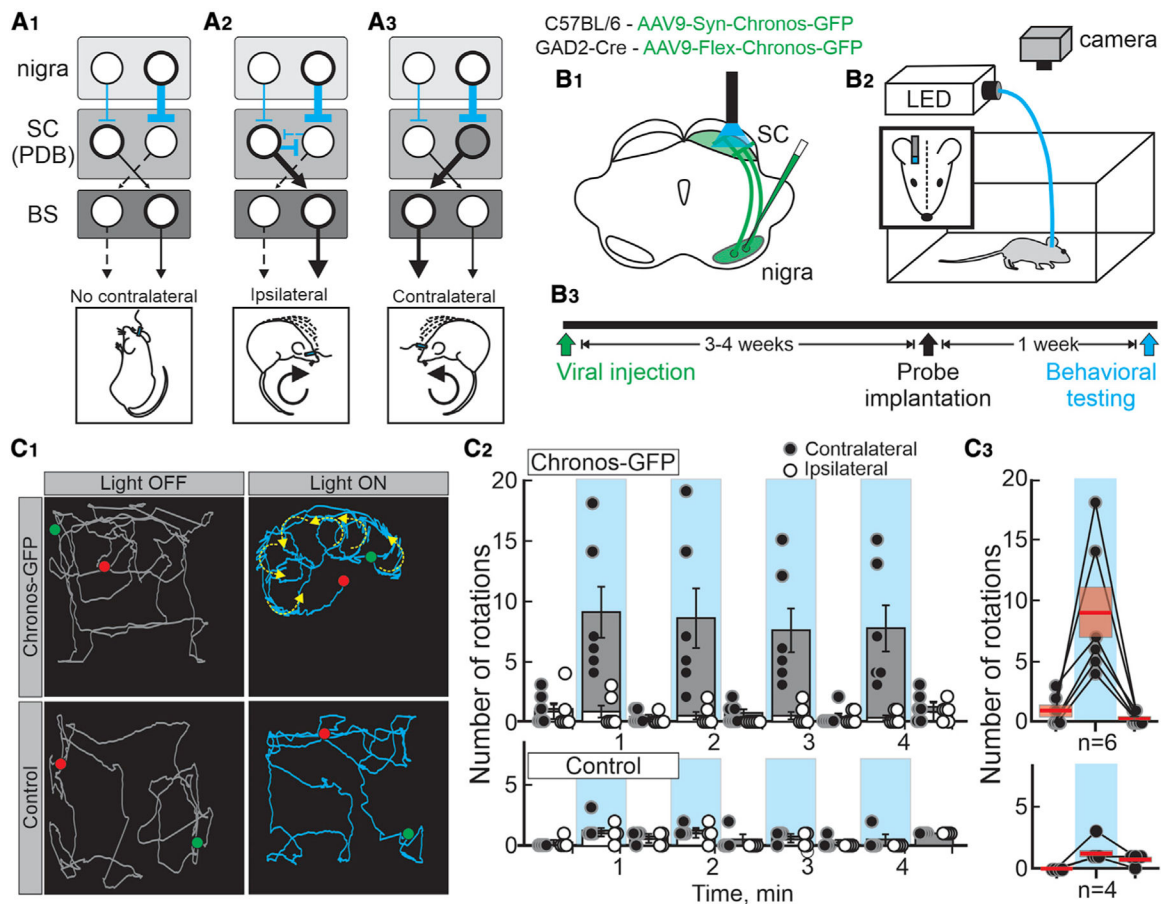 A1
A2
A3
nigra
SC
(PDB)
BS
No contralateral
Ipsilateral
Contralateral
C57BL/6 - AAV9-Syn-Chronos-GFP
GAD2-Cre - AAV9-Flex-Chronos-GFP
B1
SC
nigra
B2
camera
LED
B3
3-4 weeks
1 week
Viral injection
Probe
implantation
Behavioral
testing
C1
Light OFF
Light ON
Chronos-GFP
Control
C2
Chronos-GFP
Contralateral
Ipsilateral
Number of rotations
20
15
10
5
0
1
2
3
4
Control
Number of rotations
5
0
1
2
3
4
Time, min
C3
20
15
10
5
0
n=6
5
0
n=4